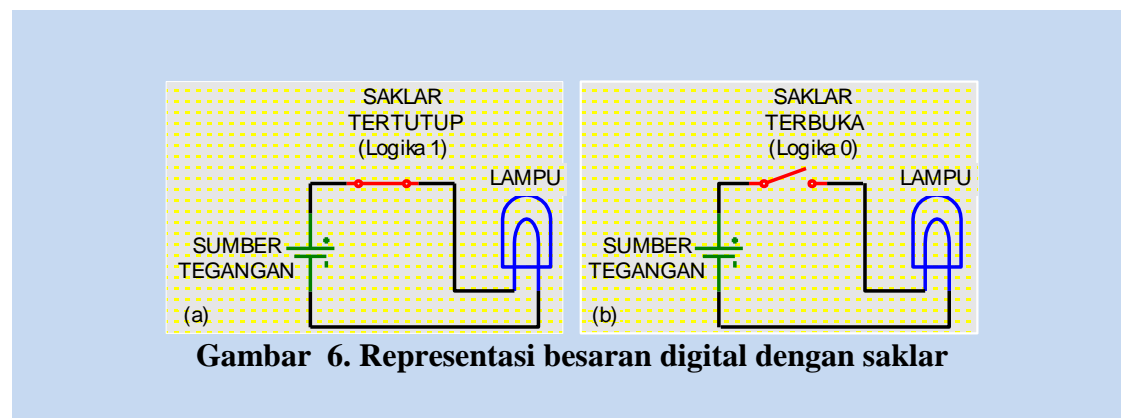 SAKLAR
TERTUTUP
(Logika 1)
LAMPU
SUMBER
TEGANGAN
(a)
SAKLAR
TERBUKA
(Logika 0)
LAMPU
SUMBER
TEGANGAN
(b)
Gambar 6. Representasi besaran digital dengan saklar